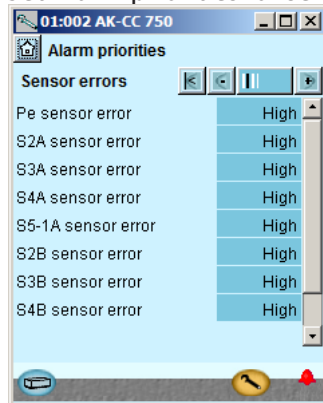 01:002 AK-CC 750
Alarm priorities
Sensor errors
Pe sensor error High
S2A sensor error High
S3A sensor error High
S4A sensor error High
S5-1A sensor error High
S2B sensor error High
S3B sensor error High
S4B sensor error High